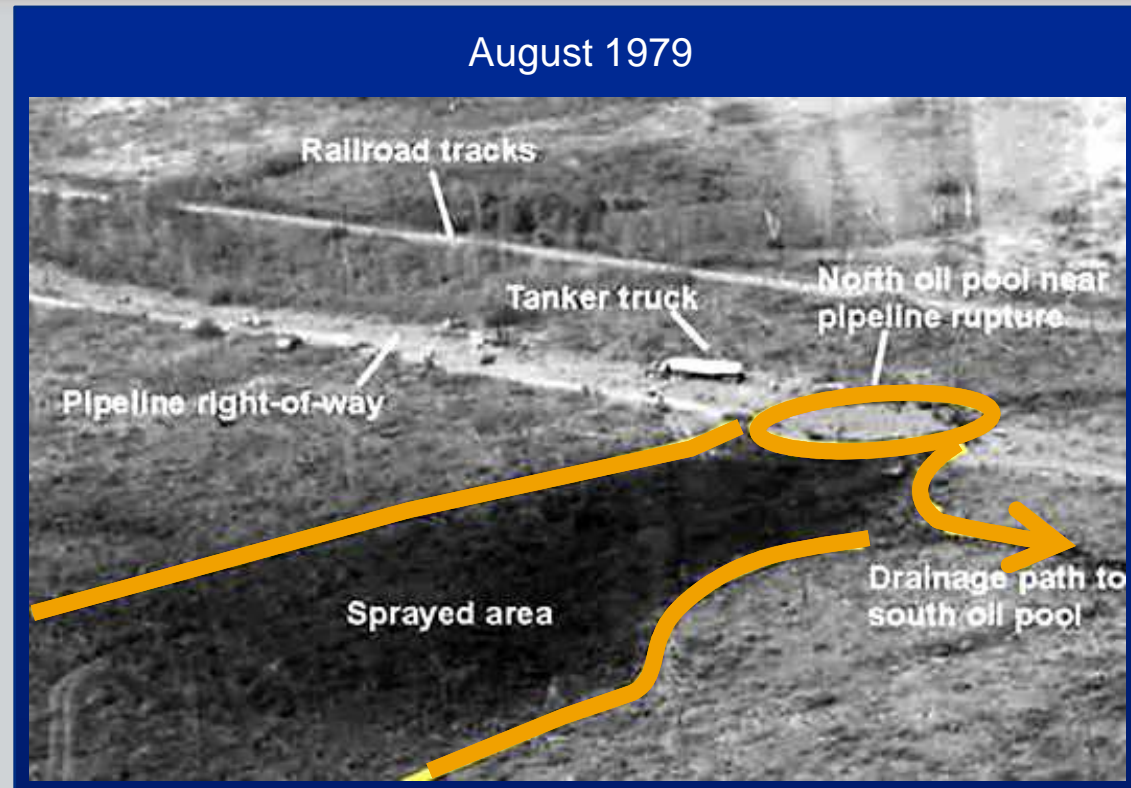 August 1979
Railroad tracks
North oil pool near
pipeline rupture
Tanker truck
Pipeline right-of-way
Drainage path to
south oil pool
Sprayed area